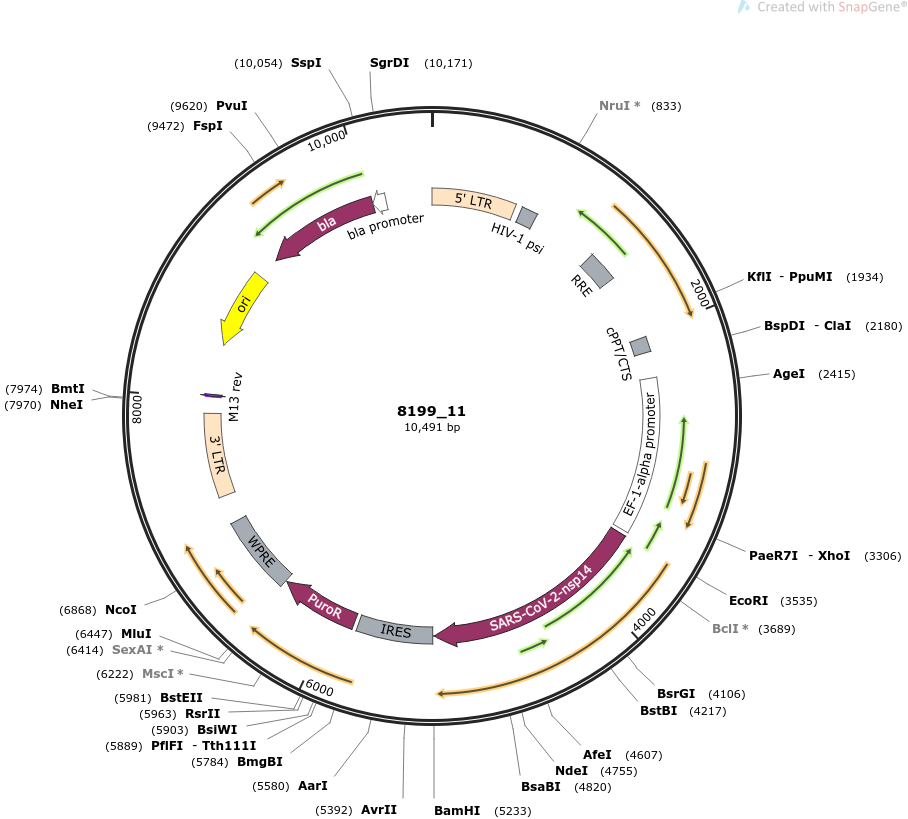 Created with SnapGene®
(10,054) SspI
SgrDI (10,171)
(9620) PvuI
(9472) FspI
NruI * (833)
10,000
5' LTR
HIV-1 psi
bla
bla promoter
RRE
ori
KflI - PpuMI (1934)
2000
BspDI - ClaI (2180)
cPPT/CTS
AgeI (2415)
(7974) BmtI
(7970) NheI
8000
M13 rev
8199_11
10,491 bp
3' LTR
EF-1-alpha promoter
WPRE
PaeR7I - XhoI (3306)
EcoRI (3535)
BclI * (3689)
SARS-CoV-2-nsp14
PuroR
IRES
4000
(6868) NcoI
(6447) MluI
(6414) SexAI *
(6222) MscI *
6000
(5981) BstEII
(5963) RsrII
(5903) BsiWI
(5889) PflFI - Tth111I
(5784) BmgBI
(5580) AarI
(5392) AvrII
BamHI (5233)
BsaBI (4820)
NdeI (4755)
AfeI (4607)
BstBI (4217)
BsrGI (4106)